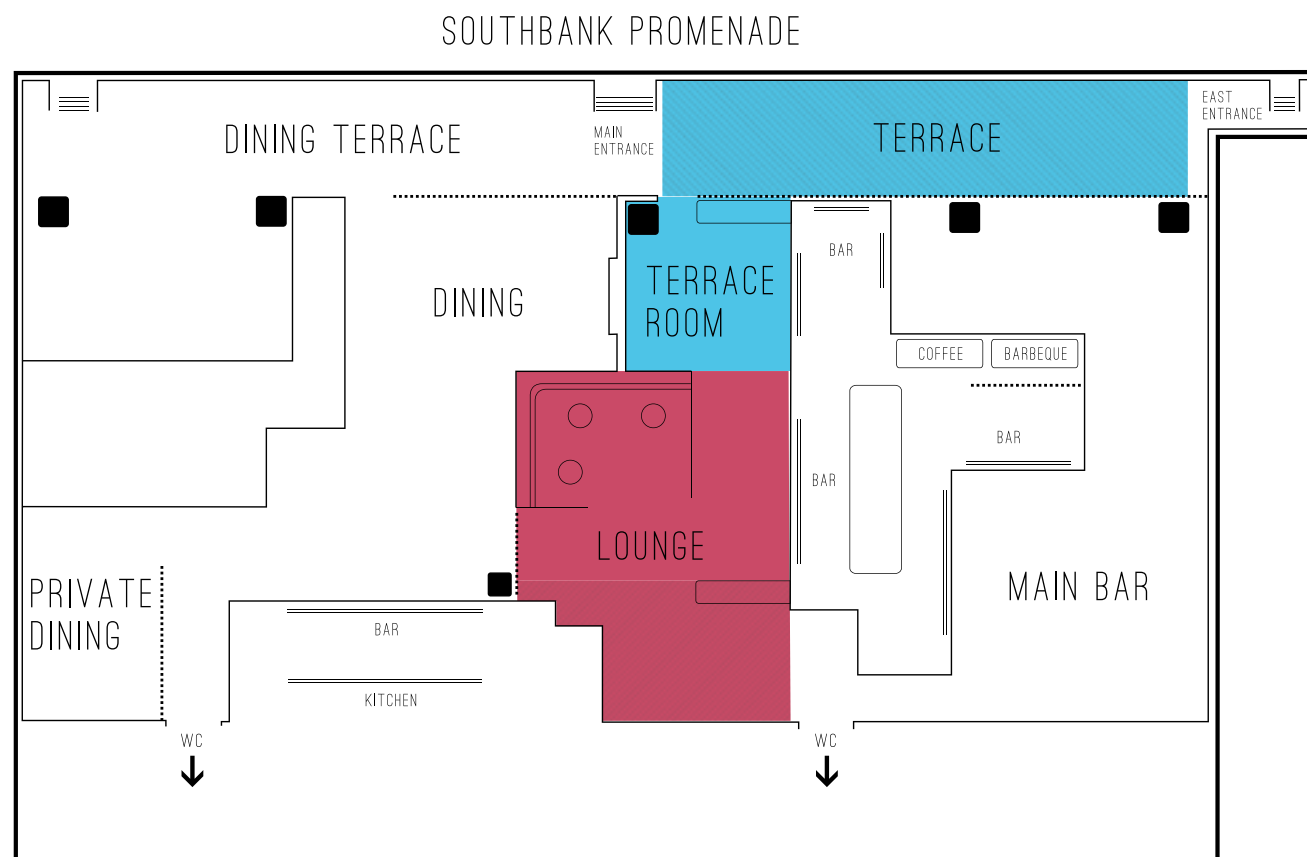 SOUTHBANK PROMENADE
EAST
ENTRANCE
DINING TERRACE
MAIN
ENTRANCE
TERRACE
BAR
TERRACE
ROOM
DINING
COFFEE
BARBEQUE
BAR
BAR
LOUNGE
MAIN BAR
PRIVATE
DINING
BAR
KITCHEN
WC
WC